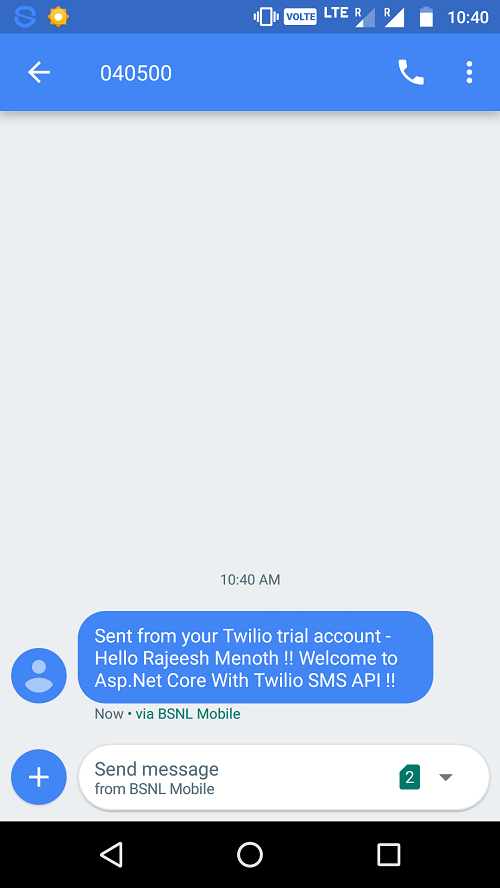 VOLTE LTE R R 10:40
040500
10:40 AM
Sent from your Twilio trial account -
Hello Rajeesh Menoth !! Welcome to
Asp.Net Core With Twilio SMS API !!
Now • via BSNL Mobile
Send message
from BSNL Mobile
2